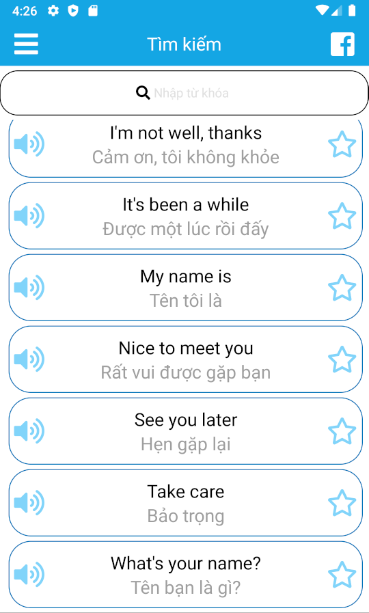 4:26
Tìm kiếm
Nhập từ khóa
I'm not well, thanks
Cảm ơn, tôi không khỏe
It's been a while
Được một lúc rồi đấy
My name is
Tên tôi là
Nice to meet you
Rất vui được gặp bạn
See you later
Hẹn gặp lại
Take care
Bảo trọng
What's your name?
Tên bạn là gì?